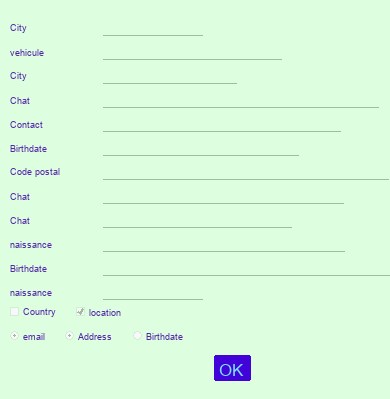 City
vehicule
City
Chat
Contact
Birthdate
Code postal
Chat
Chat
naissance
Birthdate
naissance
Country location
email Address Birthdate
OK